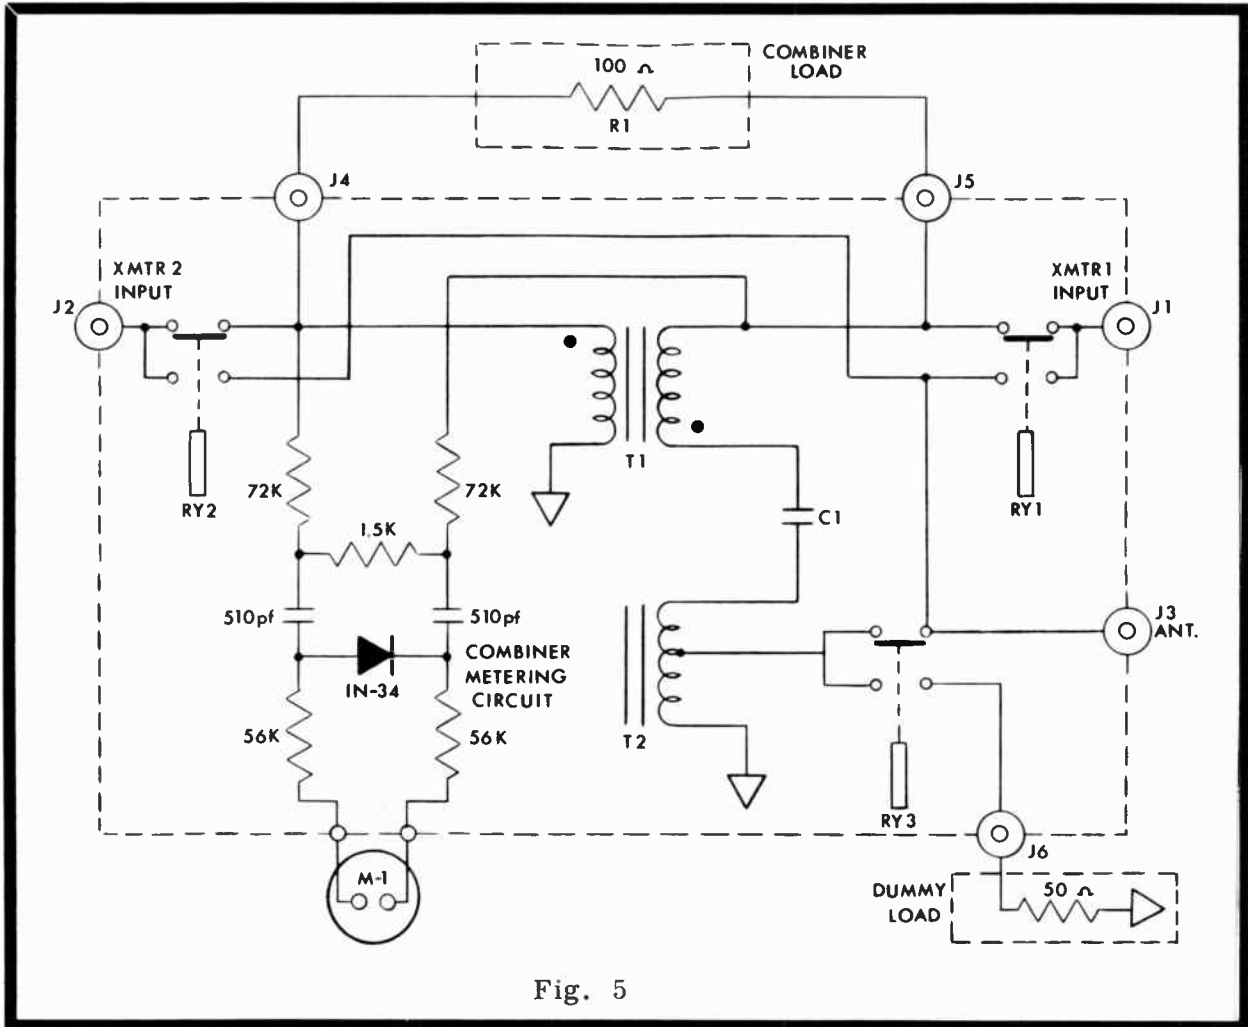 COMBINER
LOAD
100 Ω
R1
J4
J5
XMTR 2
INPUT
J2
XMTR1
INPUT
J1
T1
RY2
72K
72K
RY1
1.5K
C1
510pf
510pf
COMBINER
METERING
CIRCUIT
IN-34
J3
ANT.
56K
56K
T2
RY3
J6
M-1
DUMMY
LOAD
50 Ω
Fig. 5